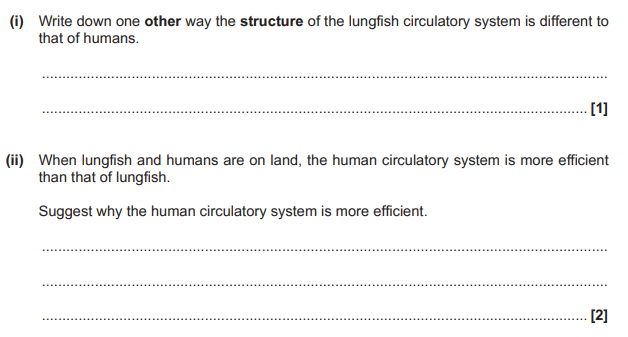 (i) Write down one other way the structure of the lungfish circulatory system is different to
that of humans.
[1]
(ii) When lungfish and humans are on land, the human circulatory system is more efficient
than that of lungfish.
Suggest why the human circulatory system is more efficient.
[2]